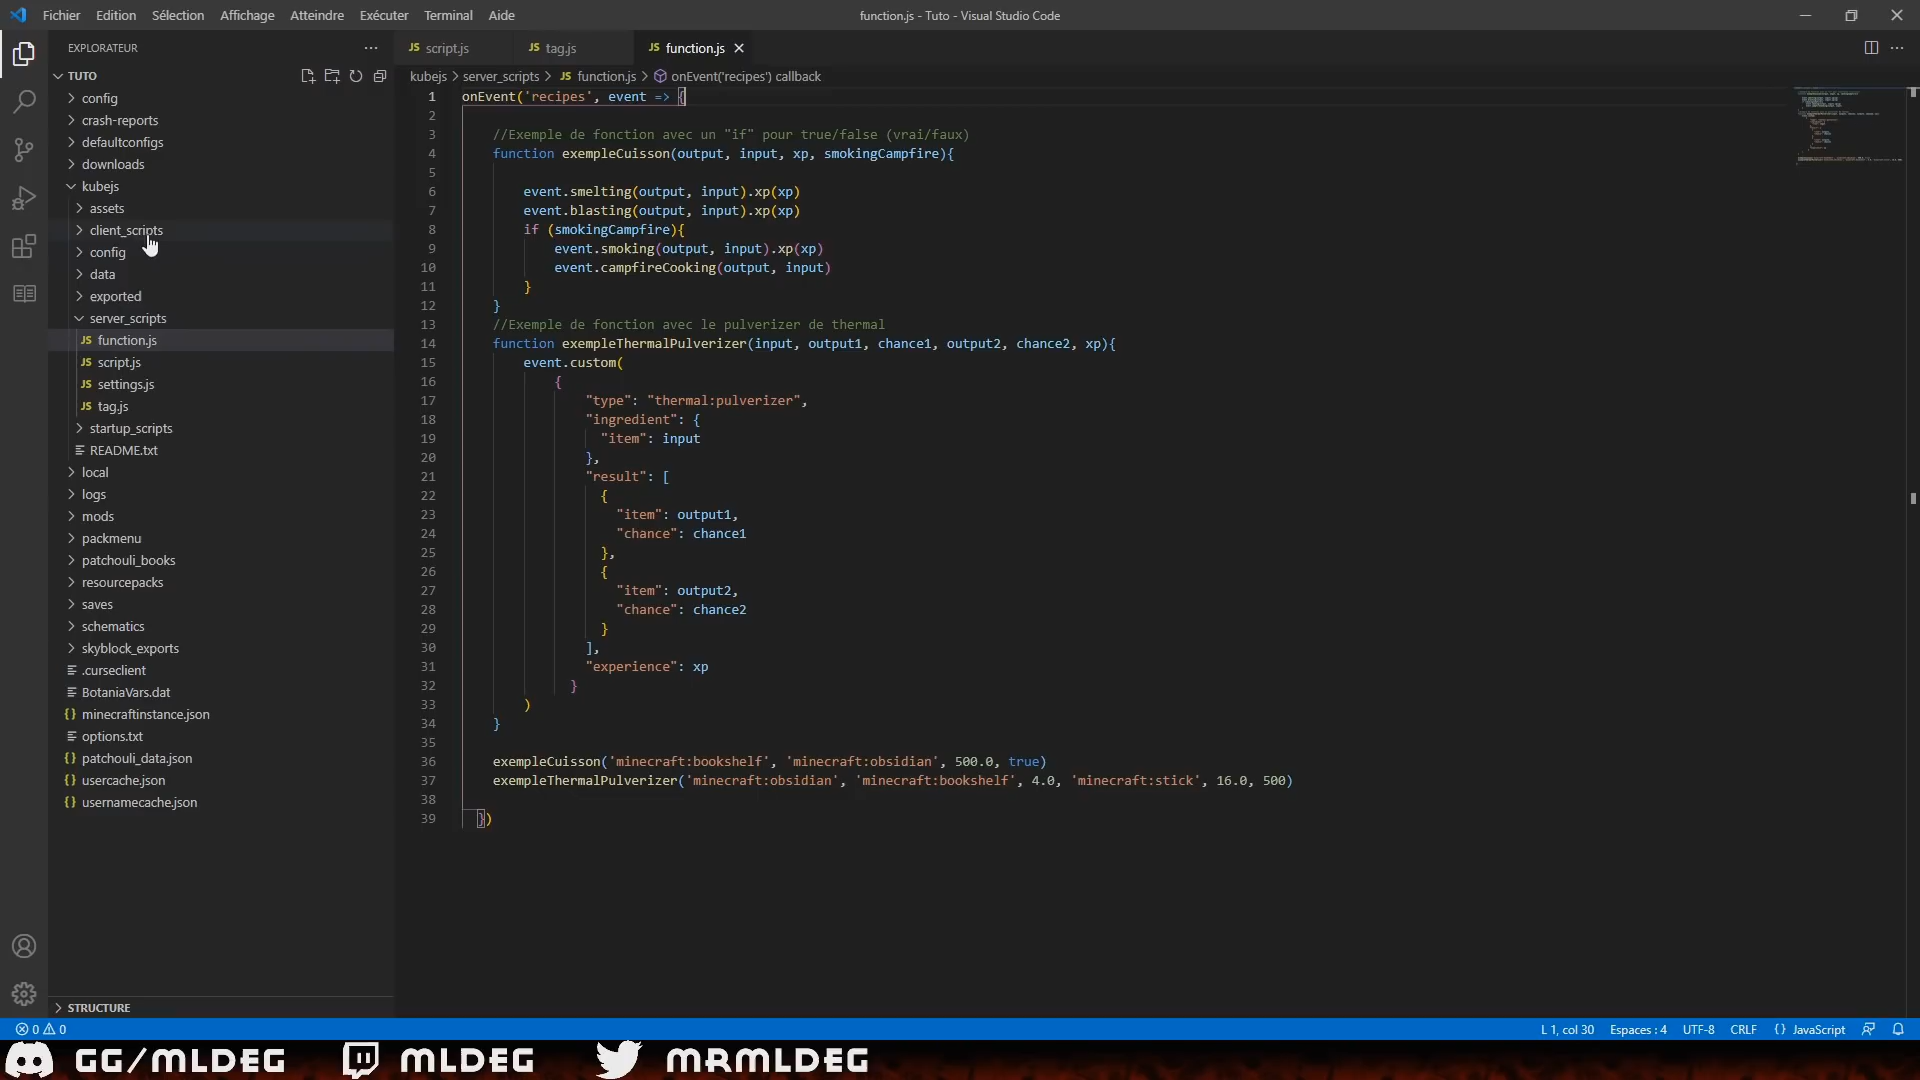 Fichier Edition Sélection Affichage Atteindre Exécuter Terminal Aide function.js - Tuto - Visual Studio Code
EXPLORATEUR
JS script.js JS tag.js JS function.js
TUTO
kubejs > server_scripts > JS function.js > onEvent('recipes') callback
config
crash-reports
defaultconfigs
downloads
kubejs
assets
client_scripts
config
data
exported
server_scripts
JS function.js
JS script.js
JS settings.js
JS tag.js
startup_scripts
README.txt
local
logs
mods
packmenu
patchouli_books
resourcepacks
saves
schematics
skyblock_exports
.curseclient
BotaniaVars.dat
{} minecraftinstance.json
options.txt
{} patchouli_data.json
{} usercache.json
{} usernamecache.json
STRUCTURE
1 onEvent('recipes', event => {
2
3 //Exemple de fonction avec un "if" pour true/false (vrai/faux)
4 function exempleCuisson(output, input, xp, smokingCampfire){
5
6 event.smelting(output, input).xp(xp)
7 event.blasting(output, input).xp(xp)
8 if (smokingCampfire){
9 event.smoking(output, input).xp(xp)
10 event.campfireCooking(output, input)
11 }
12 }
13 //Exemple de fonction avec le pulverizer de thermal
14 function exempleThermalPulverizer(input, output1, chance1, output2, chance2, xp){
15 event.custom(
16 {
17 "type": "thermal:pulverizer",
18 "ingredient": {
19 "item": input
20 },
21 "result": [
22 {
23 "item": output1,
24 "chance": chance1
25 },
26 {
27 "item": output2,
28 "chance": chance2
29 }
30 ],
31 "experience": xp
32 }
33 )
34 }
35
36 exempleCuisson('minecraft:bookshelf', 'minecraft:obsidian', 500.0, true)
37 exempleThermalPulverizer('minecraft:obsidian', 'minecraft:bookshelf', 4.0, 'minecraft:stick', 16.0, 500)
38
39 })
0 0 L 1, col 30 Espaces : 4 UTF-8 CRLF {} JavaScript
GG/MLDEG MLDEG MRMLDEG